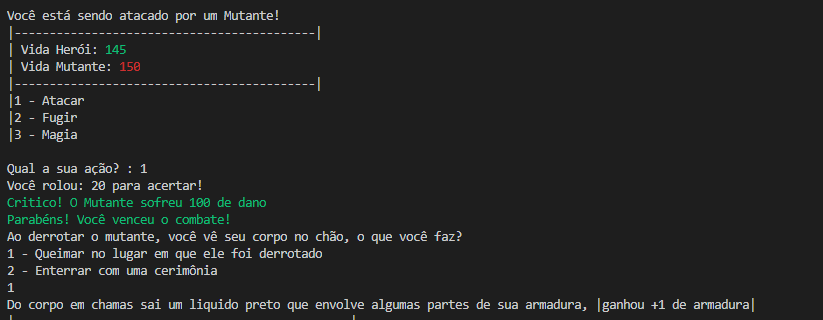 Você está sendo atacado por um Mutante!
|-------------------------------------------|
| Vida Herói: 145
| Vida Mutante: 150
|-------------------------------------------|
|1 - Atacar
|2 - Fugir
|3 - Magia
Qual a sua ação? : 1
Você rolou: 20 para acertar!
Critico! O Mutante sofreu 100 de dano
Parabéns! Você venceu o combate!
Ao derrotar o mutante, você vê seu corpo no chão, o que você faz?
1 - Queimar no lugar em que ele foi derrotado
2 - Enterrar com uma cerimônia
1
Do corpo em chamas sai um liquido preto que envolve algumas partes de sua armadura, |ganhou +1 de armadura|